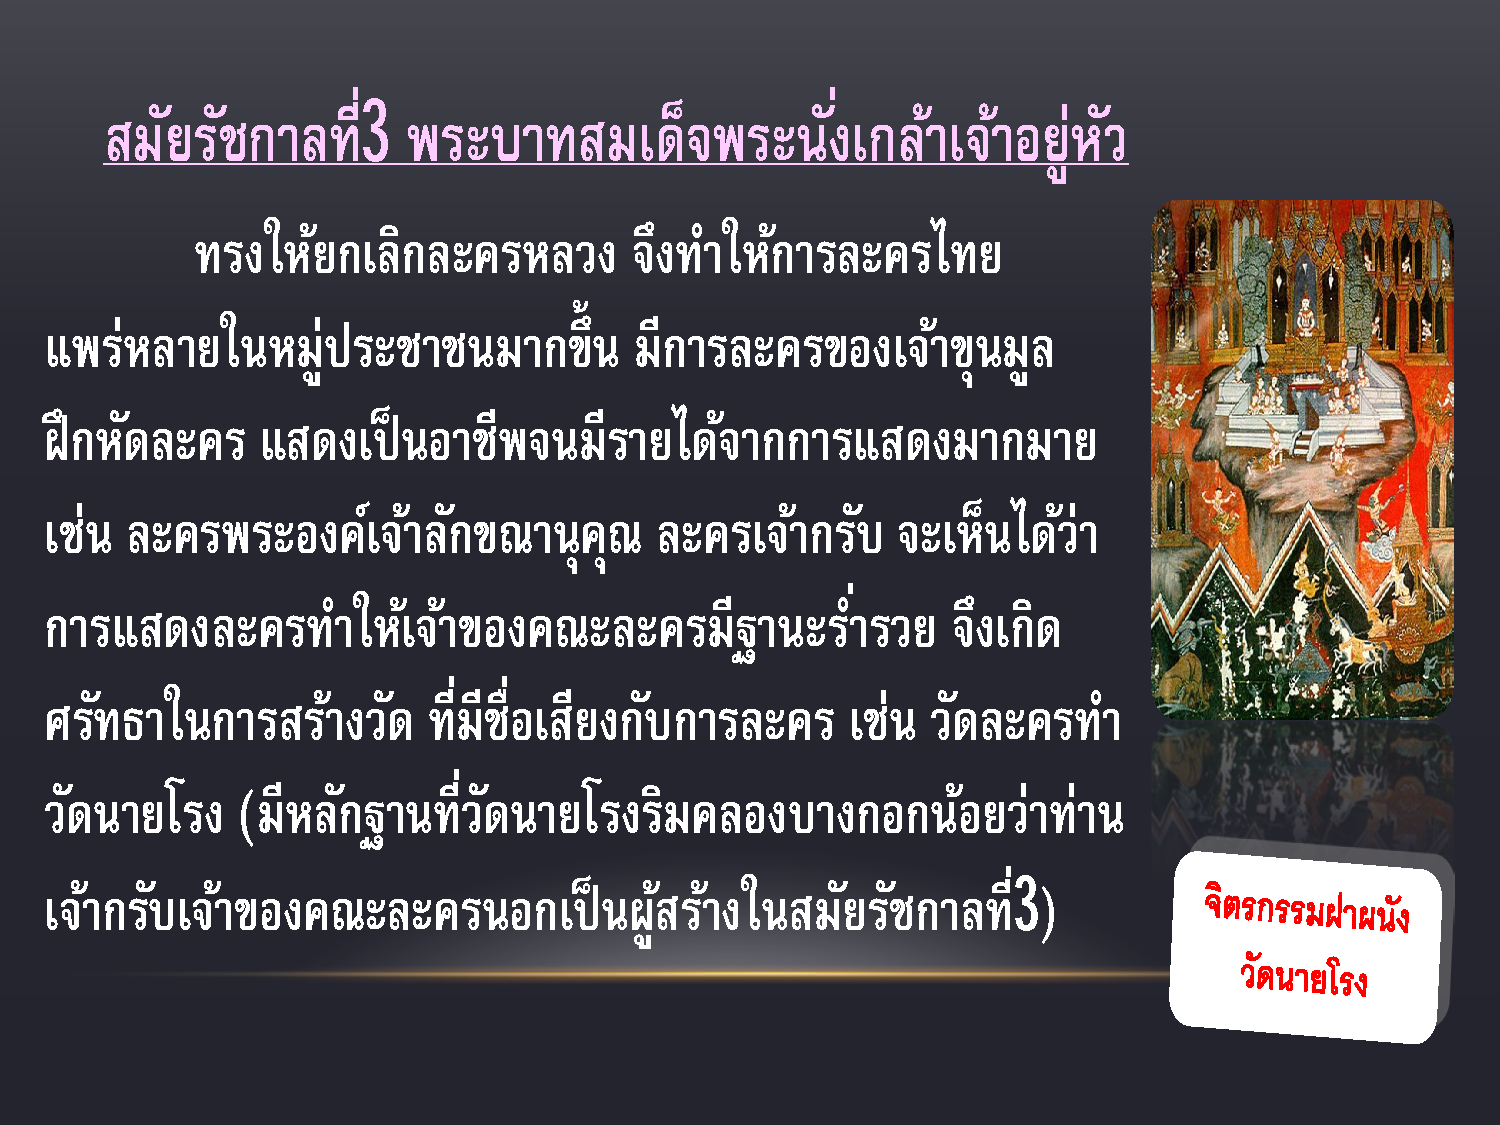 สมัยรัชกาลที่3 พระบาทสมเด็จพระนั่งเกล้าเจ้าอยู่หัว
ทรงให้ยกเลิกละครหลวง จึงทำให้การละครไทย
แพร่หลายในหมู่ประชาชนมากขึ้น มีการละครของเจ้าขุนมูล
ฝึกหัดละคร แสดงเป็นอาชีพจนมีรายได้จากการแสดงมากมาย
เช่น ละครพระองค์เจ้าลักขณานุคุณ ละครเจ้ากรับ จะเห็นได้ว่า
การแสดงละครทำให้เจ้าของคณะละครมีฐานะร่ำรวย จึงเกิด
ศรัทธาในการสร้างวัด ที่มีชื่อเสียงกับการละคร เช่น วัดละครทำ
วัดนายโรง (มีหลักฐานที่วัดนายโรงริมคลองบางกอกน้อยว่าท่าน
เจ้ากรับเจ้าของคณะละครนอกเป็นผู้สร้างในสมัยรัชกาลที่3)
จิตรกรรมฝาผนัง
วัดนายโรง